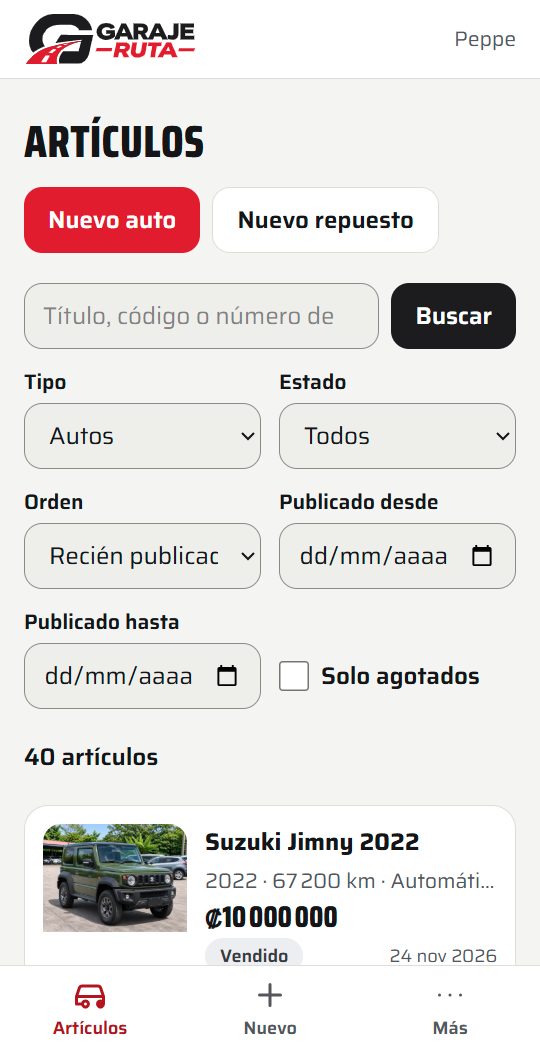 GARAJE
RUTA
Peppe
ARTÍCULOS
Nuevo auto
Nuevo repuesto
Título, código o número de
Buscar
Tipo
Estado
Autos
Todos
Orden
Publicado desde
Recién publicac
dd/mm/aaaa
Publicado hasta
dd/mm/aaaa
Solo agotados
40 artículos
Suzuki Jimny 2022
2022 · 67 200 km · Automáti...
₡10 000 000
Vendido
24 nov 2026
Artículos
Nuevo
Más